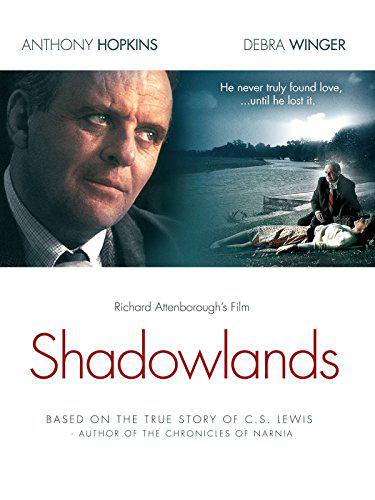 ANTHONY HOPKINS
DEBRA WINGER
He never truly found love,
...until he lost it.
Richard Attenborough's Film
Shadowlands
BASED ON THE TRUE STORY OF C.S. LEWIS
- AUTHOR OF THE CHRONICLES OF NARNIA